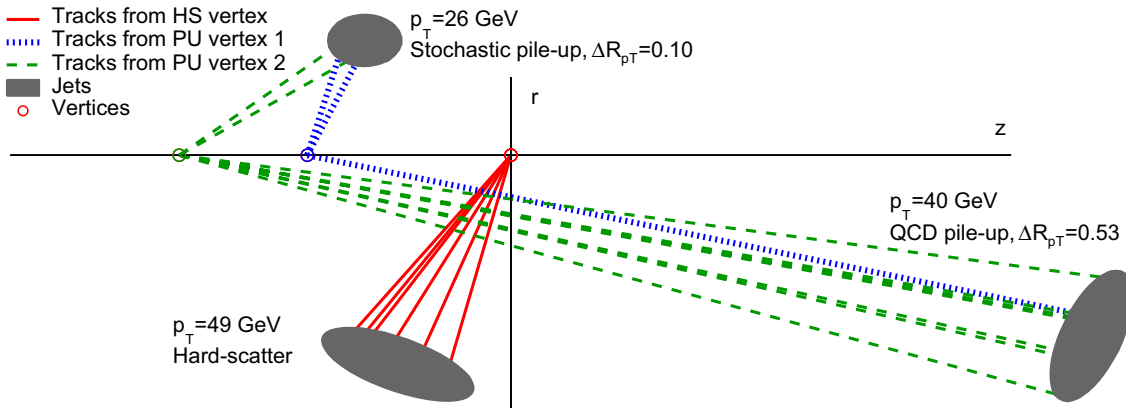 Tracks from HS vertex
Tracks from PU vertex 1
Tracks from PU vertex 2
Jets
Vertices
p_T=26 GeV
Stochastic pile-up, ΔR_pT=0.10
r
z
p_T=40 GeV
QCD pile-up, ΔR_pT=0.53
p_T=49 GeV
Hard-scatter